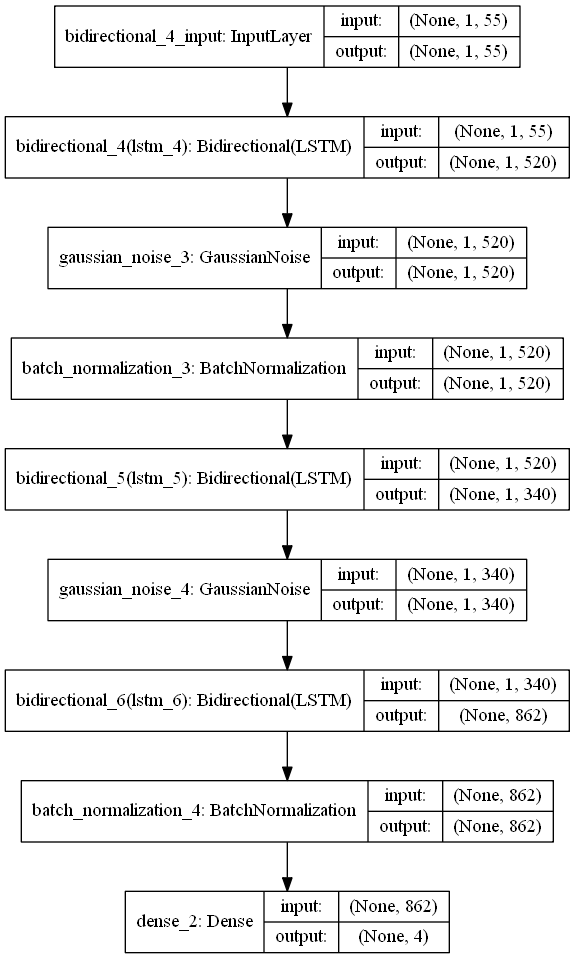 bidirectional_4_input: InputLayer input: (None, 1, 55)
output: (None, 1, 55)
bidirectional_4(lstm_4): Bidirectional(LSTM) input: (None, 1, 55)
output: (None, 1, 520)
gaussian_noise_3: GaussianNoise input: (None, 1, 520)
output: (None, 1, 520)
batch_normalization_3: BatchNormalization input: (None, 1, 520)
output: (None, 1, 520)
bidirectional_5(lstm_5): Bidirectional(LSTM) input: (None, 1, 520)
output: (None, 1, 340)
gaussian_noise_4: GaussianNoise input: (None, 1, 340)
output: (None, 1, 340)
bidirectional_6(lstm_6): Bidirectional(LSTM) input: (None, 1, 340)
output: (None, 862)
batch_normalization_4: BatchNormalization input: (None, 862)
output: (None, 862)
dense_2: Dense input: (None, 862)
output: (None, 4)